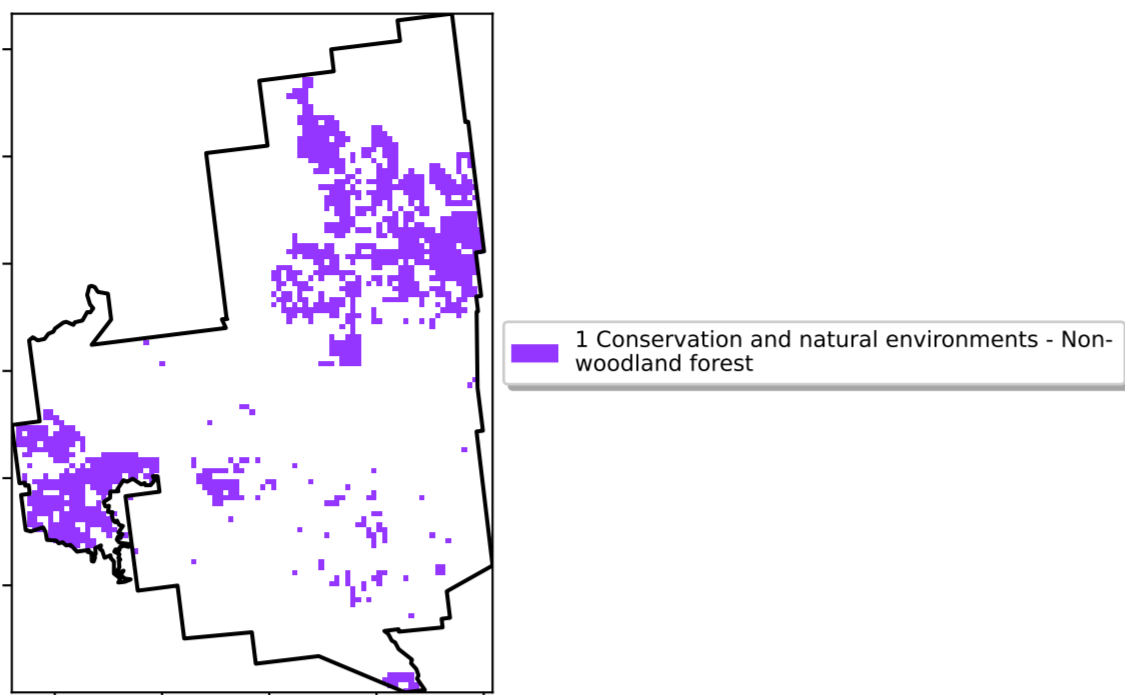 1 Conservation and natural environments - Non-
woodland forest